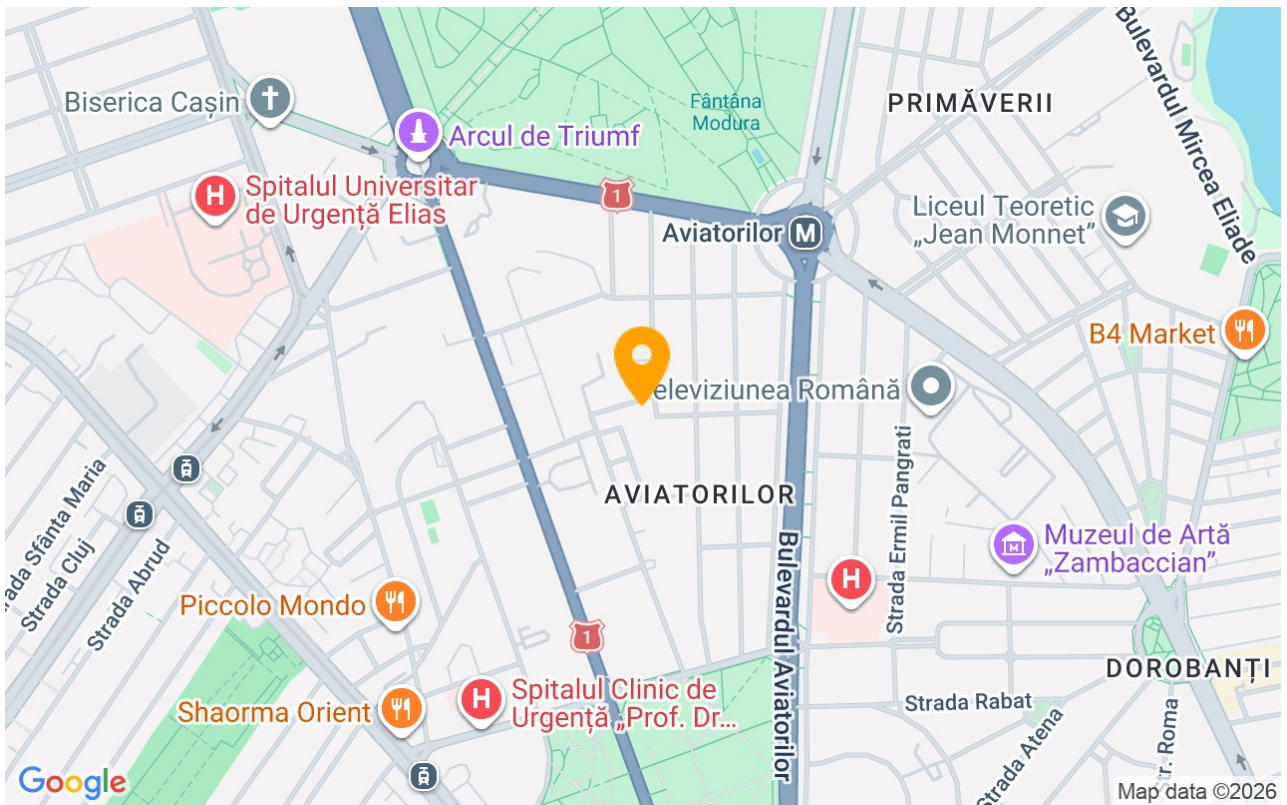 Biserica Cașin
Arcul de Triumf
Fântâna
Modura
PRIMĂVERII
Bulevardul Mircea Eliade
Spitalul Universitar
de Urgență Elias
H
1
Aviatorilor
M
Liceul Teoretic
„Jean Monnet”
B4 Market
eleviziunea Română
AVIATORILOR
Strada Ermil Pangrati
Muzeul de Artă
„Zambaccian”
rada Sfânta Maria
Strada Cluj
Strada Abrud
Piccolo Mondo
1
Bulevardul Aviatorilor
H
DOROBANȚI
Shaorma Orient
H
Spitalul Clinic de
Urgență „Prof. Dr...
Strada Rabat
Strada Atena
tr. Roma
Google
Map data ©2026